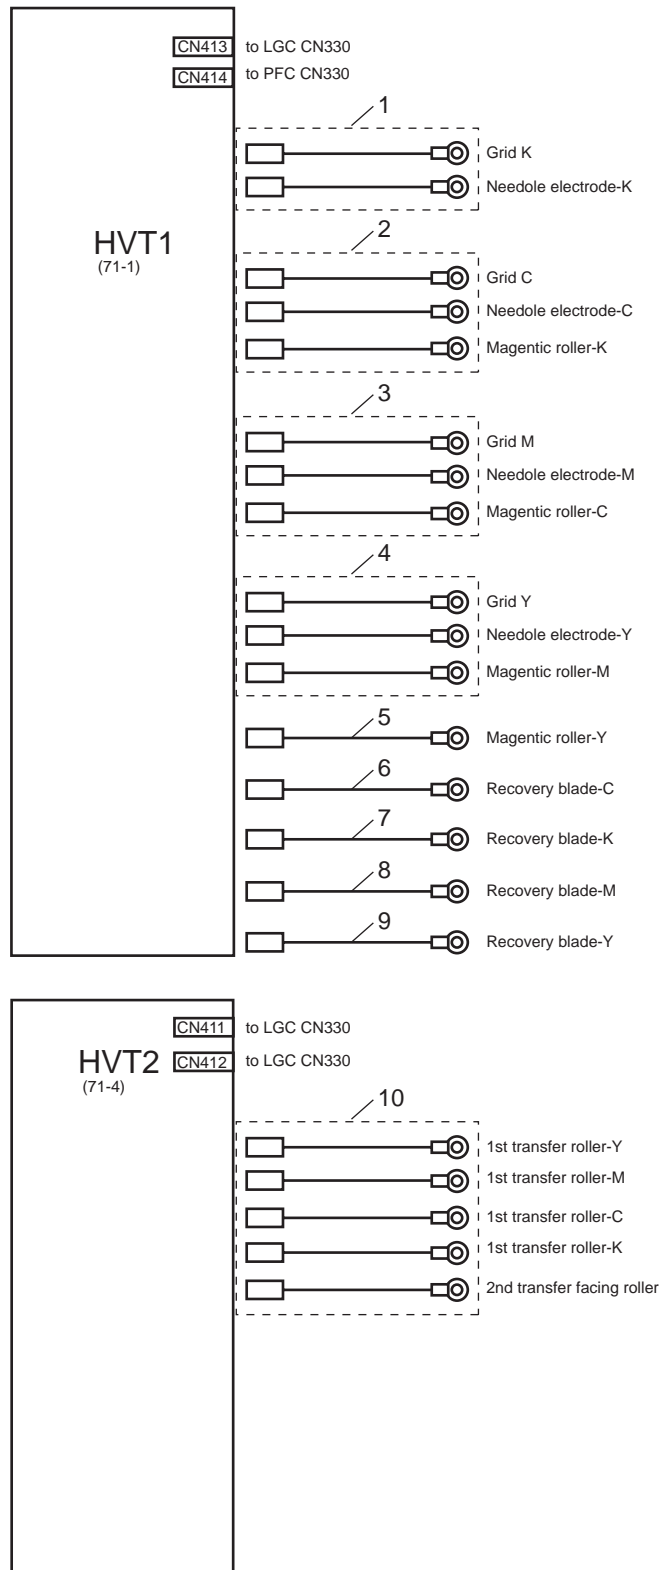 CN413 to LGC CN330
CN414 to PFC CN330
1
Grid K
Needole electrode-K
HVT1
(71-1)
2
Grid C
Needole electrode-C
Magentic roller-K
3
Grid M
Needole electrode-M
Magentic roller-C
4
Grid Y
Needole electrode-Y
Magentic roller-M
5
Magentic roller-Y
6
Recovery blade-C
7
Recovery blade-K
8
Recovery blade-M
9
Recovery blade-Y
CN411 to LGC CN330
HVT2 CN412 to LGC CN330
(71-4)
10
1st transfer roller-Y
1st transfer roller-M
1st transfer roller-C
1st transfer roller-K
2nd transfer facing roller